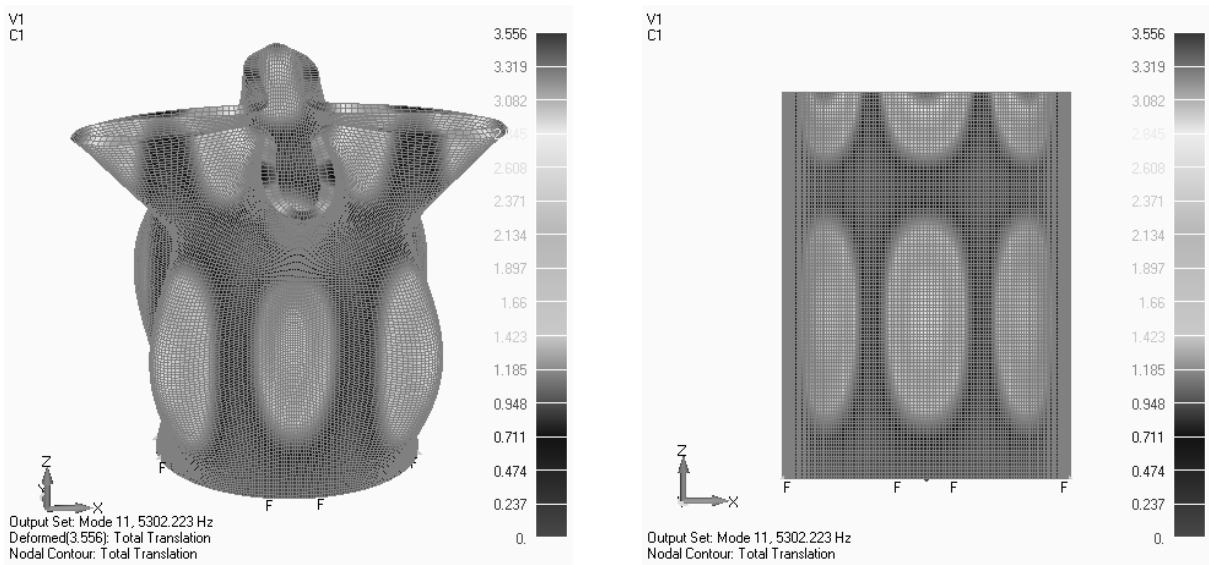 V1
C1
3.556
3.319
3.082
2.845
2.608
2.371
2.134
1.897
1.66
1.423
1.185
0.948
0.711
0.474
0.237
0.
Z
Y
X
F
F
F
F
Output Set: Mode 11, 5302.223 Hz
Deformed(3.556): Total Translation
Nodal Contour: Total Translation
V1
C1
3.556
3.319
3.082
2.845
2.608
2.371
2.134
1.897
1.66
1.423
1.185
0.948
0.711
0.474
0.237
0.
Z
X
F
F
F
F
Output Set: Mode 11, 5302.223 Hz
Nodal Contour: Total Translation